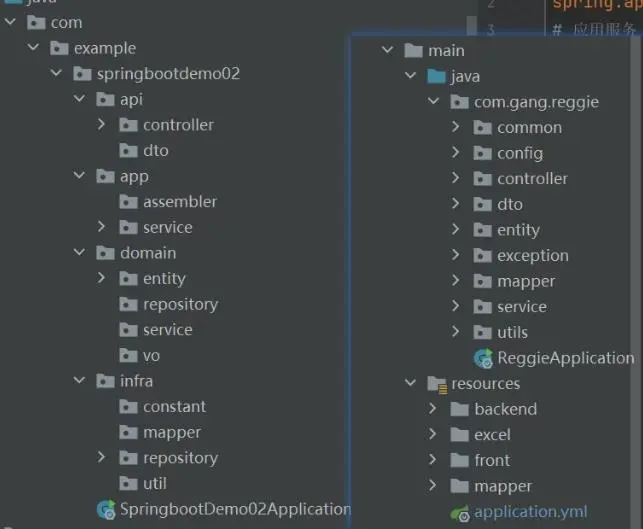 java
com
example
springbootdemo02
api
controller
dto
app
assembler
service
domain
entity
repository
service
vo
infra
constant
mapper
repository
util
SpringbootDemo02Application
2
spring.ap
3
# 应用服务
main
java
com.gang.reggie
common
config
controller
dto
entity
exception
mapper
service
utils
ReggieApplication
resources
backend
excel
front
mapper
application.yml